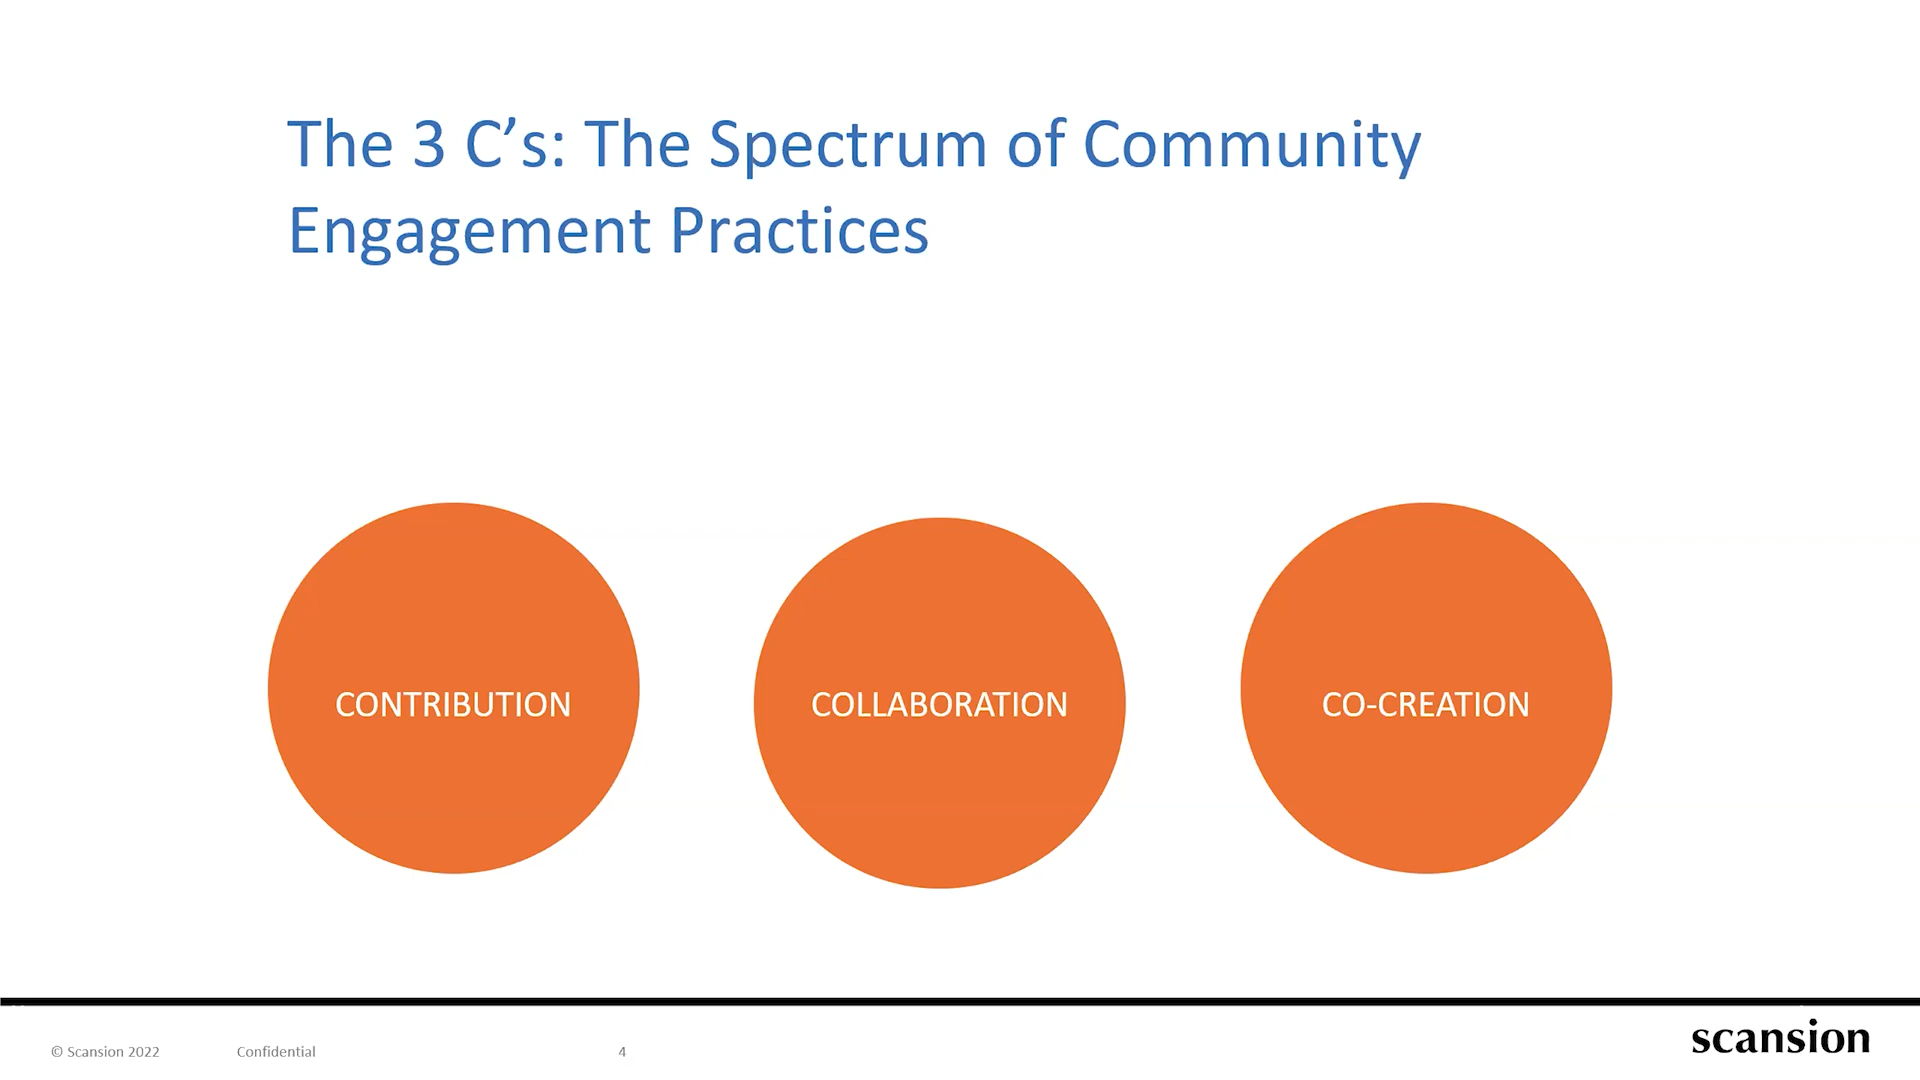 The 3 C’s: The Spectrum of Community
Engagement Practices
CONTRIBUTION
COLLABORATION
CO-CREATION
© Scansion 2022
Confidential
4
scansion